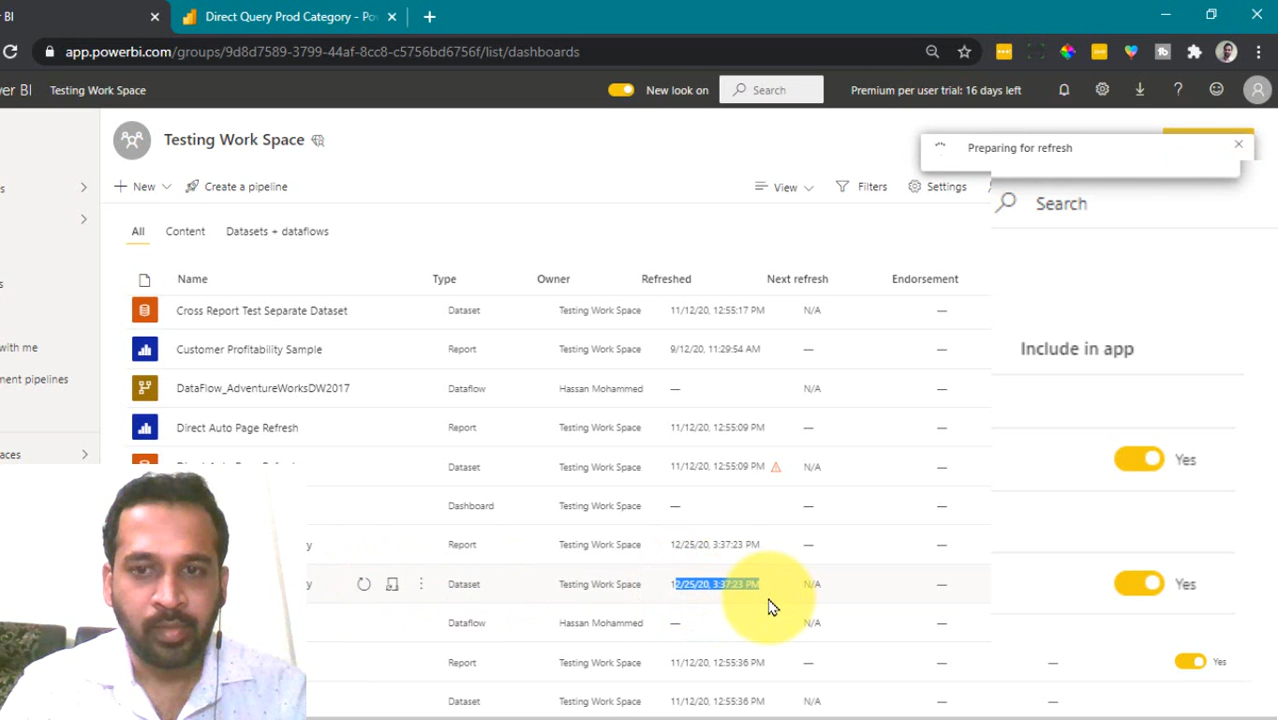 BI
Direct Query Prod Category - Po
app.powerbi.com/groups/9d8d7589-3799-44af-8cc8-c5756bd6756f/list/dashboards
er BI Testing Work Space New look on Search Premium per user trial: 16 days left
Testing Work Space
Preparing for refresh
New Create a pipeline View Filters Settings
Search
All Content Datasets + dataflows
Name Type Owner Refreshed Next refresh Endorsement
Cross Report Test Separate Dataset Dataset Testing Work Space 11/12/20, 12:55:17 PM N/A —
with me Customer Profitability Sample Report Testing Work Space 9/12/20, 11:29:54 AM — — Include in app
ment pipelines DataFlow_AdventureWorksDW2017 Dataflow Hassan Mohammed — N/A —
Direct Auto Page Refresh Report Testing Work Space 11/12/20, 12:55:09 PM — —
aces Dataset Testing Work Space 11/12/20, 12:55:09 PM N/A — Yes
Dashboard Testing Work Space — — —
y Report Testing Work Space 12/25/20, 3:37:23 PM — —
y Dataset Testing Work Space 12/25/20, 3:37:23 PM N/A — Yes
Dataflow Hassan Mohammed — N/A —
Report Testing Work Space 11/12/20, 12:55:36 PM — — — Yes
Dataset Testing Work Space 11/12/20, 12:55:36 PM N/A —